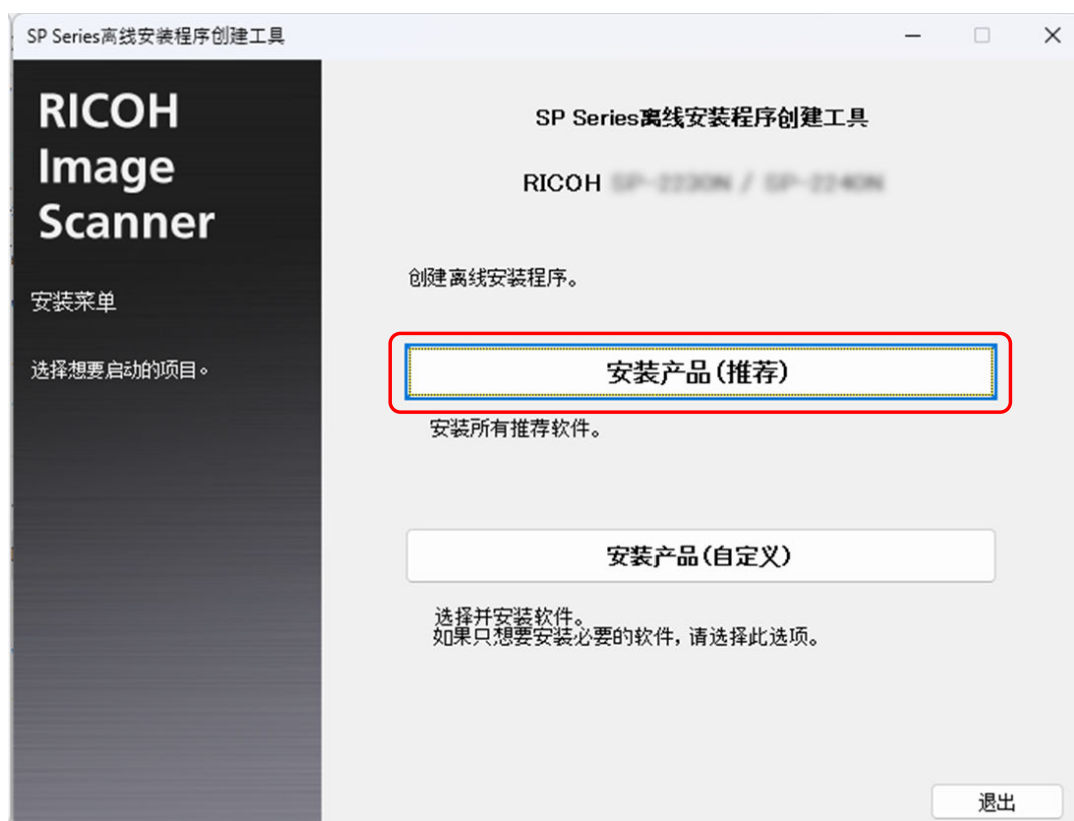 SP Series离线安装程序创建工具
RICOH
Image
Scanner
安装菜单
选择想要启动的项目。
SP Series离线安装程序创建工具
RICOH
创建离线安装程序。
安装产品(推荐)
安装所有推荐软件。
安装产品(自定义)
选择并安装软件。
如果只想要安装必要的软件,请选择此选项。
退出